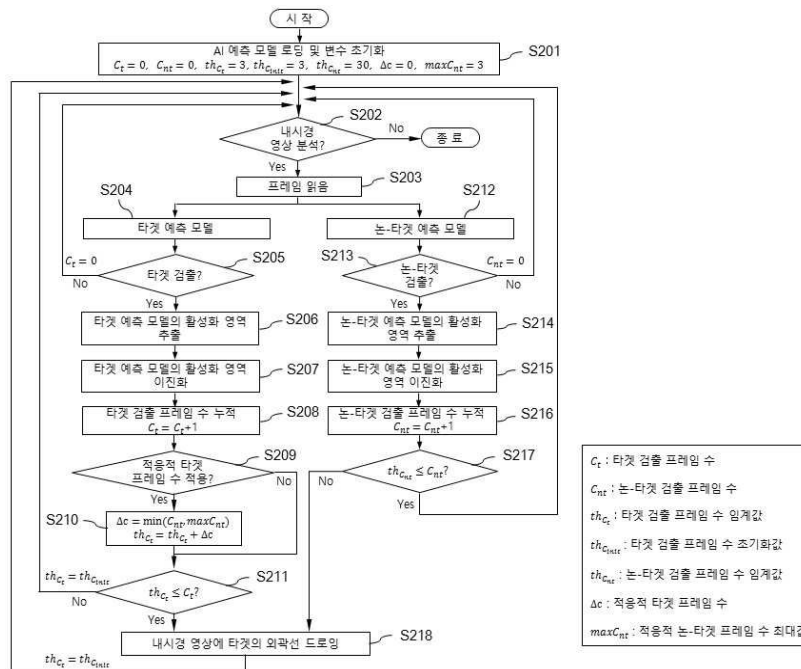 시 작
AI 예측 모델 로딩 및 변수 초기화
C_t = 0, C_nt = 0, th_C_t = 3, th_C_inte = 3, th_C_nt = 30, Δc = 0, maxC_nt = 3
S201
S202
내시경
영상 분석?
No
종 료
Yes
프레임 읽음
S203
S204
타겟 예측 모델
S212
논-타겟 예측 모델
C_t = 0
No
타겟 검출?
S205
Yes
S213
논-타겟
검출?
C_nt = 0
No
Yes
타겟 예측 모델의 활성화 영역
추출
S206
논-타겟 예측 모델의 활성화
영역 추출
S214
타겟 예측 모델의 활성화 영역
이진화
S207
논-타겟 예측 모델의 활성화
영역 이진화
S215
타겟 검출 프레임 수 누적
C_t = C_t+1
S208
논-타겟 검출 프레임 수 누적
C_nt = C_nt+1
S216
S209
적응적 타겟
프레임 수 적용?
No
Yes
th_C_nt ≤ C_nt?
S217
No
Yes
S210
Δc = min(C_nt, maxC_nt)
th_C_t = th_C_t + Δc
th_C_t = th_C_inte
No
th_C_t ≤ C_t?
S211
Yes
내시경 영상에 타겟의 외곽선 드로잉
S218
th_C_t = th_C_inte
C_t : 타겟 검출 프레임 수
C_nt : 논-타겟 검출 프레임 수
th_C_t : 타겟 검출 프레임 수 임계값
th_C_inte : 타겟 검출 프레임 수 초기화값
th_C_nt : 논-타겟 검출 프레임 수 임계값
Δc : 적응적 타겟 프레임 수
maxC_nt : 적응적 논-타겟 프레임 수 최대값